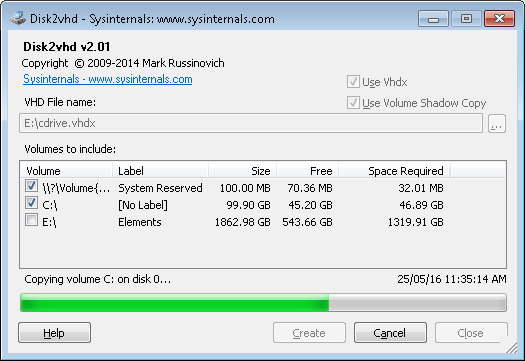 Disk2vhd - Sysinternals: www.sysinternals.com
Disk2vhd v2.01
Copyright © 2009-2014 Mark Russinovich
Sysinternals - www.sysinternals.com
Use Vhdx
VHD File name:
Use Volume Shadow Copy
E:\cdrive.vhdx
...
Volumes to include:
Volume Label Size Free Space Required
\\?\Volume{... System Reserved 100.00 MB 70.36 MB 32.01 MB
C:\ [No Label] 99.90 GB 45.20 GB 46.89 GB
E:\ Elements 1862.98 GB 543.66 GB 1319.91 GB
Copying volume C: on disk 0... 25/05/16 11:35:14 AM
Help Create Cancel Close